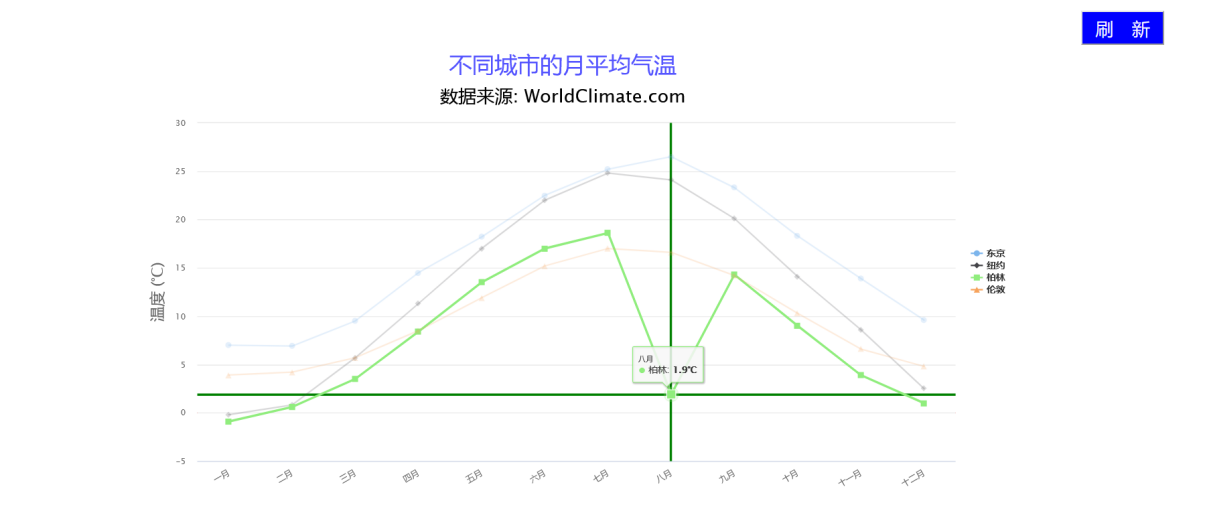 刷 新
不同城市的月平均气温
数据来源: WorldClimate.com
30
25
20
15
10
5
0
-5
温度 (°C)
八月
柏林: 1.9°C
东京
纽约
柏林
伦敦
一月
二月
三月
四月
五月
六月
七月
八月
九月
十月
十一月
十二月